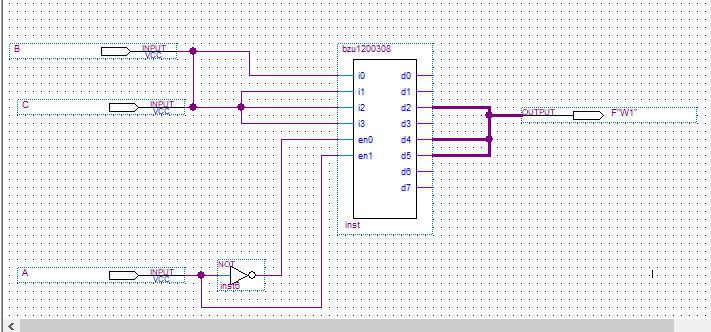 bzu1200308
B
INPUT
VCC
i0 d0
i1 d1
C
INPUT
VCC
i2 d2
OUTPUT
F"W1"
i3 d3
en0 d4
en1 d5
d6
d7
inst
NOT
A
INPUT
VCC
inst6